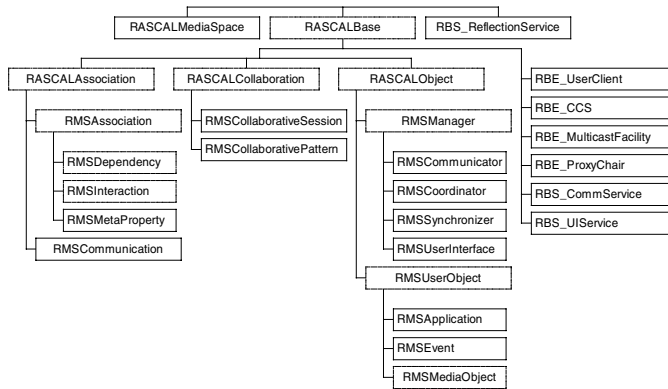 RASCALMediaSpace
RASCALBase
RBS_ReflectionService
RASCALAssociation
RASCALCollaboration
RASCALObject
RBE_UserClient
RBE_CCS
RBE_MulticastFacility
RBE_ProxyChair
RBS_CommService
RBS_UIService
RMSAssociation
RMSDependency
RMSInteraction
RMSMetaProperty
RMSCommunication
RMSCollaborativeSession
RMSCollaborativePattern
RMSManager
RMSCommunicator
RMSCoordinator
RMSSynchronizer
RMSUserInterface
RMSUserObject
RMSApplication
RMSEvent
RMSMediaObject